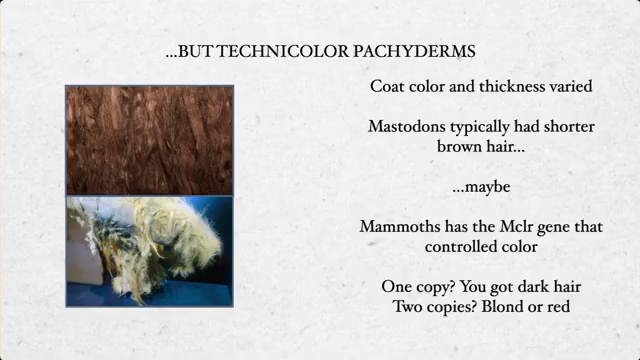 ...BUT TECHNICOLOR PACHYDERMS
Coat color and thickness varied
Mastodons typically had shorter
brown hair...
...maybe
Mammoths has the Mclr gene that
controlled color
One copy? You got dark hair
Two copies? Blond or red